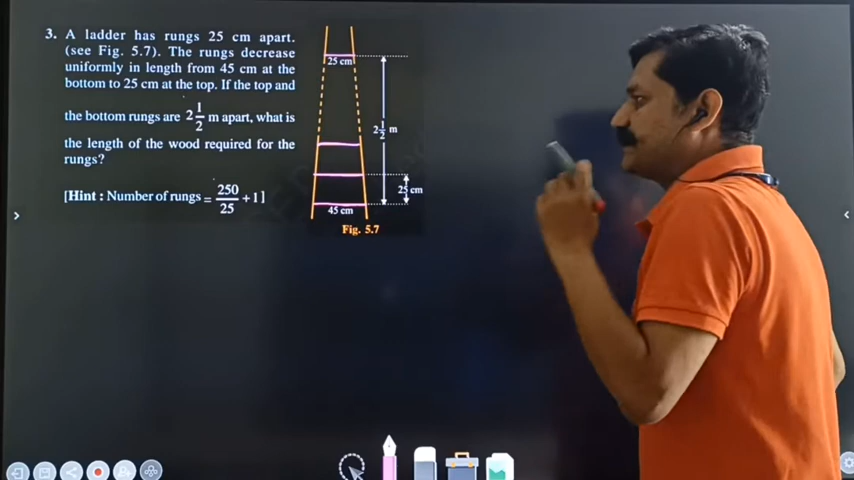 3. A ladder has rungs 25 cm apart.
(see Fig. 5.7). The rungs decrease
uniformly in length from 45 cm at the
bottom to 25 cm at the top. If the top and
the bottom rungs are 2 1/2 m apart, what is
the length of the wood required for the
rungs?
[Hint : Number of rungs = 250/25 + 1]
25 cm
2 1/2 m
25 cm
45 cm
Fig. 5.7